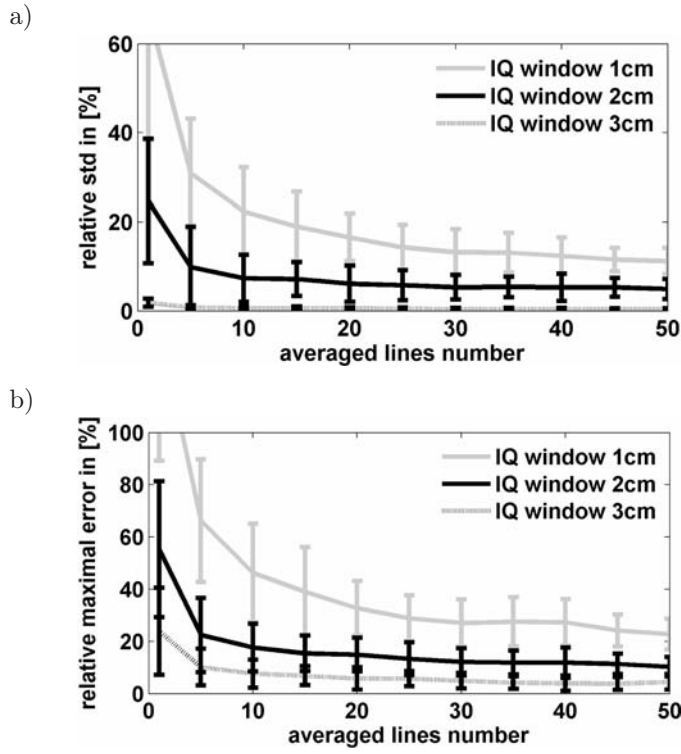 a)
relative std in [%]
60
40
20
0
IQ window 1cm
IQ window 2cm
IQ window 3cm
0 10 20 30 40 50
averaged lines number
b)
relative maximal error in [%]
100
80
60
40
20
0
IQ window 1cm
IQ window 2cm
IQ window 3cm
0 10 20 30 40 50
averaged lines number